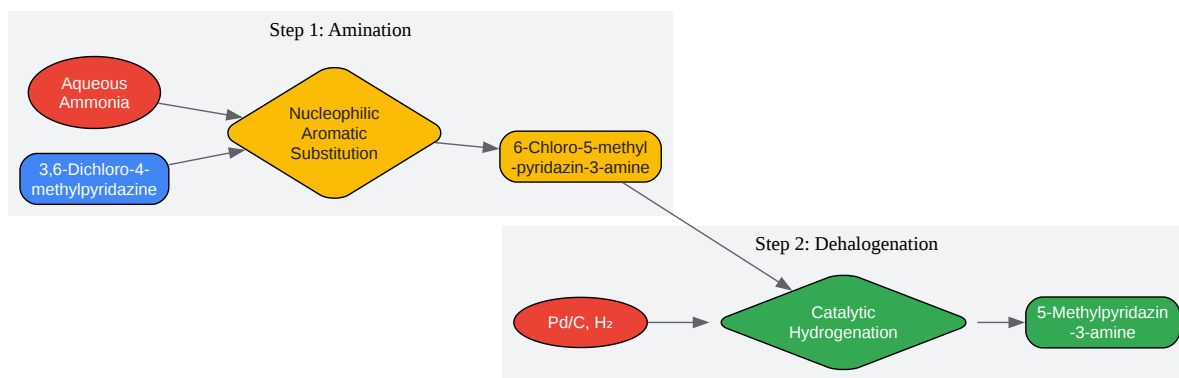 Step 1: Amination
Aqueous
Ammonia
Nucleophilic
Aromatic
Substitution
3,6-Dichloro-4-
methylpyridazine
6-Chloro-5-methyl
-pyridazin-3-amine
Step 2: Dehalogenation
Pd/C, H₂
Catalytic
Hydrogenation
5-Methylpyridazin
-3-amine